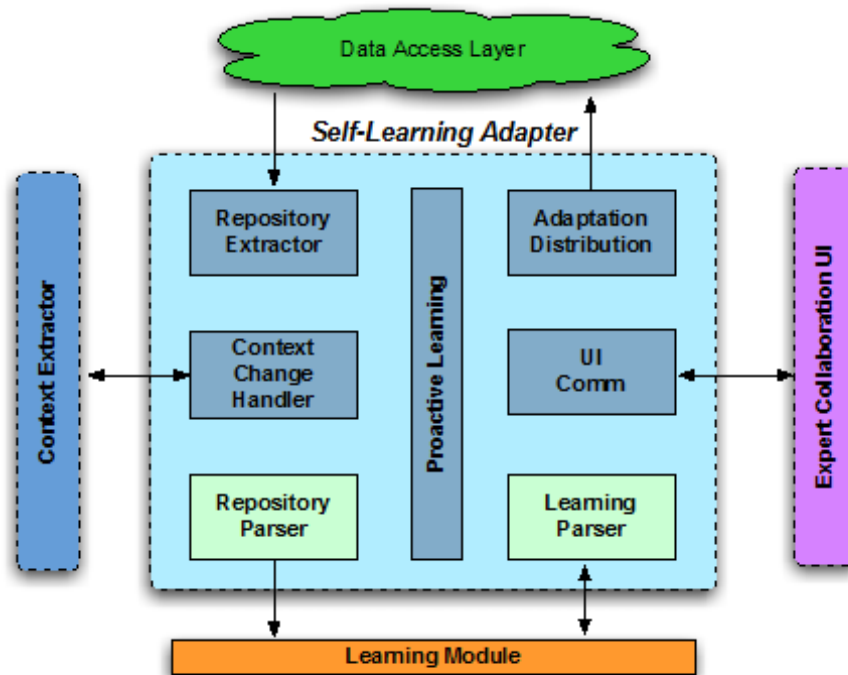 Data Access Layer
Self-Learning Adapter
Repository
Extractor
Adaptation
Distribution
Context Extractor
Context
Change
Handler
Proactive Learning
UI
Comm
Expert Collaboration UI
Repository
Parser
Learning
Parser
Learning Module